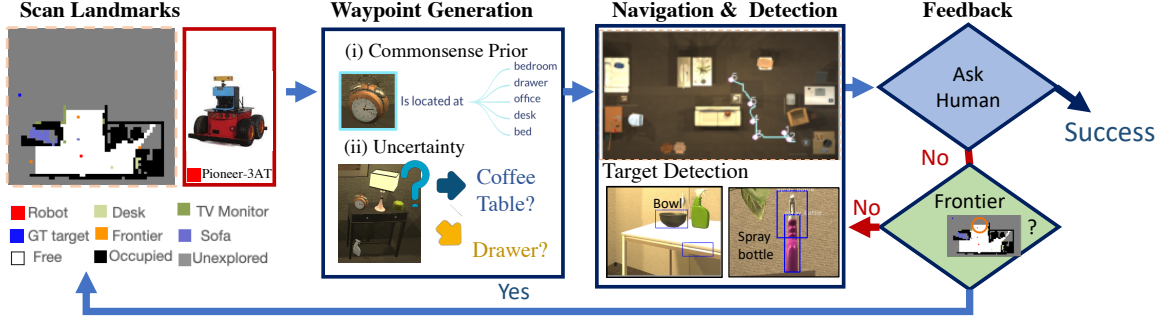 Scan Landmarks
Waypoint Generation
Navigation & Detection
Feedback
Pioneer-3AT
Robot
Desk
TV Monitor
GT target
Frontier
Sofa
Free
Occupied
Unexplored
(i) Commonsense Prior
Is located at
bedroom
drawer
office
desk
bed
(ii) Uncertainty
?
Coffee
Table?
Drawer?
Target Detection
Bowl
Spray
bottle
Ask
Human
Success
No
Frontier
?
No
Yes